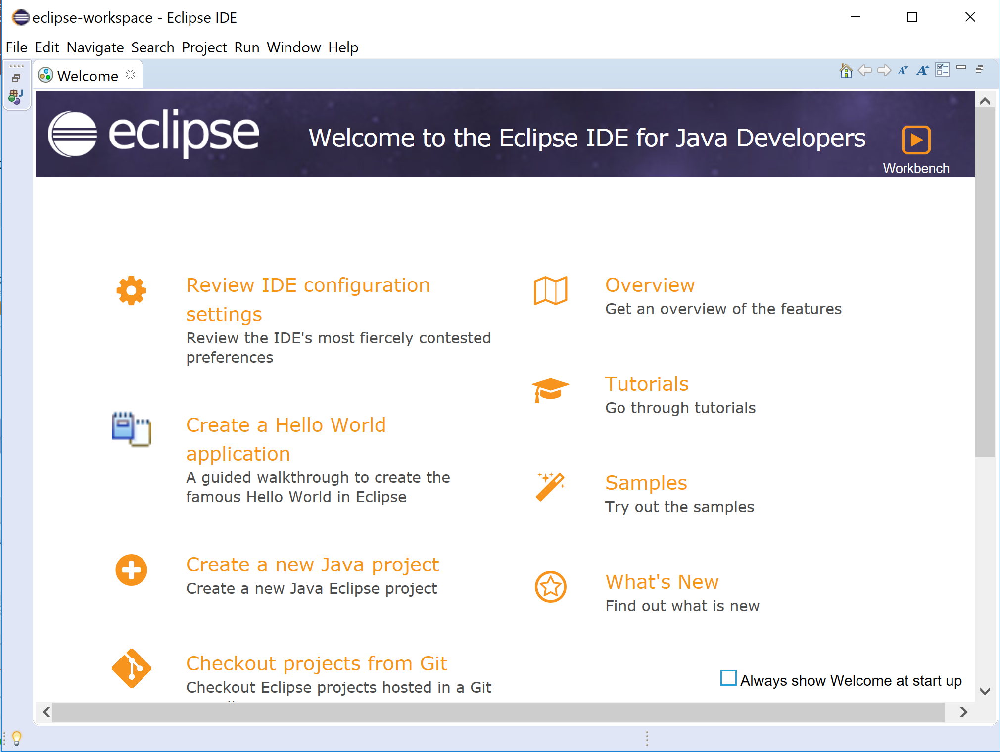 eclipse-workspace - Eclipse IDE
File Edit Navigate Search Project Run Window Help
Welcome
eclipse
Welcome to the Eclipse IDE for Java Developers
Workbench
Review IDE configuration
settings
Review the IDE's most fiercely contested
preferences
Create a Hello World
application
A guided walkthrough to create the
famous Hello World in Eclipse
Create a new Java project
Create a new Java Eclipse project
Checkout projects from Git
Checkout Eclipse projects hosted in a Git
Overview
Get an overview of the features
Tutorials
Go through tutorials
Samples
Try out the samples
What's New
Find out what is new
Always show Welcome at start up